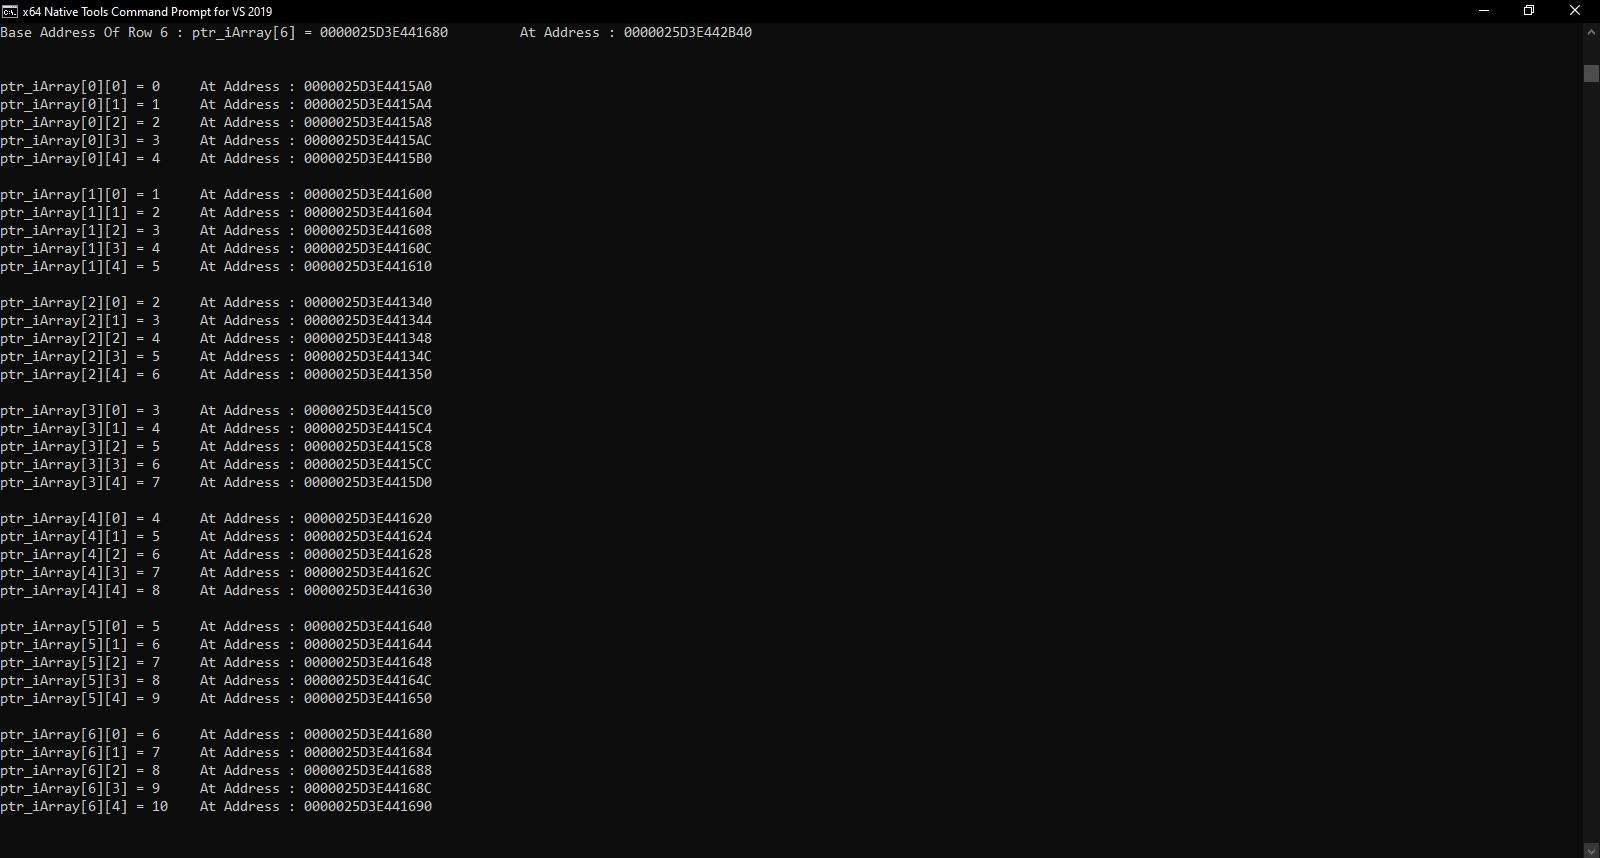 x64 Native Tools Command Prompt for VS 2019
Base Address Of Row 6 : ptr_iArray[6] = 0000025D3E441680         At Address : 0000025D3E442B40
ptr_iArray[0][0] = 0     At Address : 0000025D3E4415A0
ptr_iArray[0][1] = 1     At Address : 0000025D3E4415A4
ptr_iArray[0][2] = 2     At Address : 0000025D3E4415A8
ptr_iArray[0][3] = 3     At Address : 0000025D3E4415AC
ptr_iArray[0][4] = 4     At Address : 0000025D3E4415B0
ptr_iArray[1][0] = 1     At Address : 0000025D3E441600
ptr_iArray[1][1] = 2     At Address : 0000025D3E441604
ptr_iArray[1][2] = 3     At Address : 0000025D3E441608
ptr_iArray[1][3] = 4     At Address : 0000025D3E44160C
ptr_iArray[1][4] = 5     At Address : 0000025D3E441610
ptr_iArray[2][0] = 2     At Address : 0000025D3E441340
ptr_iArray[2][1] = 3     At Address : 0000025D3E441344
ptr_iArray[2][2] = 4     At Address : 0000025D3E441348
ptr_iArray[2][3] = 5     At Address : 0000025D3E44134C
ptr_iArray[2][4] = 6     At Address : 0000025D3E441350
ptr_iArray[3][0] = 3     At Address : 0000025D3E4415C0
ptr_iArray[3][1] = 4     At Address : 0000025D3E4415C4
ptr_iArray[3][2] = 5     At Address : 0000025D3E4415C8
ptr_iArray[3][3] = 6     At Address : 0000025D3E4415CC
ptr_iArray[3][4] = 7     At Address : 0000025D3E4415D0
ptr_iArray[4][0] = 4     At Address : 0000025D3E441620
ptr_iArray[4][1] = 5     At Address : 0000025D3E441624
ptr_iArray[4][2] = 6     At Address : 0000025D3E441628
ptr_iArray[4][3] = 7     At Address : 0000025D3E44162C
ptr_iArray[4][4] = 8     At Address : 0000025D3E441630
ptr_iArray[5][0] = 5     At Address : 0000025D3E441640
ptr_iArray[5][1] = 6     At Address : 0000025D3E441644
ptr_iArray[5][2] = 7     At Address : 0000025D3E441648
ptr_iArray[5][3] = 8     At Address : 0000025D3E44164C
ptr_iArray[5][4] = 9     At Address : 0000025D3E441650
ptr_iArray[6][0] = 6     At Address : 0000025D3E441680
ptr_iArray[6][1] = 7     At Address : 0000025D3E441684
ptr_iArray[6][2] = 8     At Address : 0000025D3E441688
ptr_iArray[6][3] = 9     At Address : 0000025D3E44168C
ptr_iArray[6][4] = 10    At Address : 0000025D3E441690